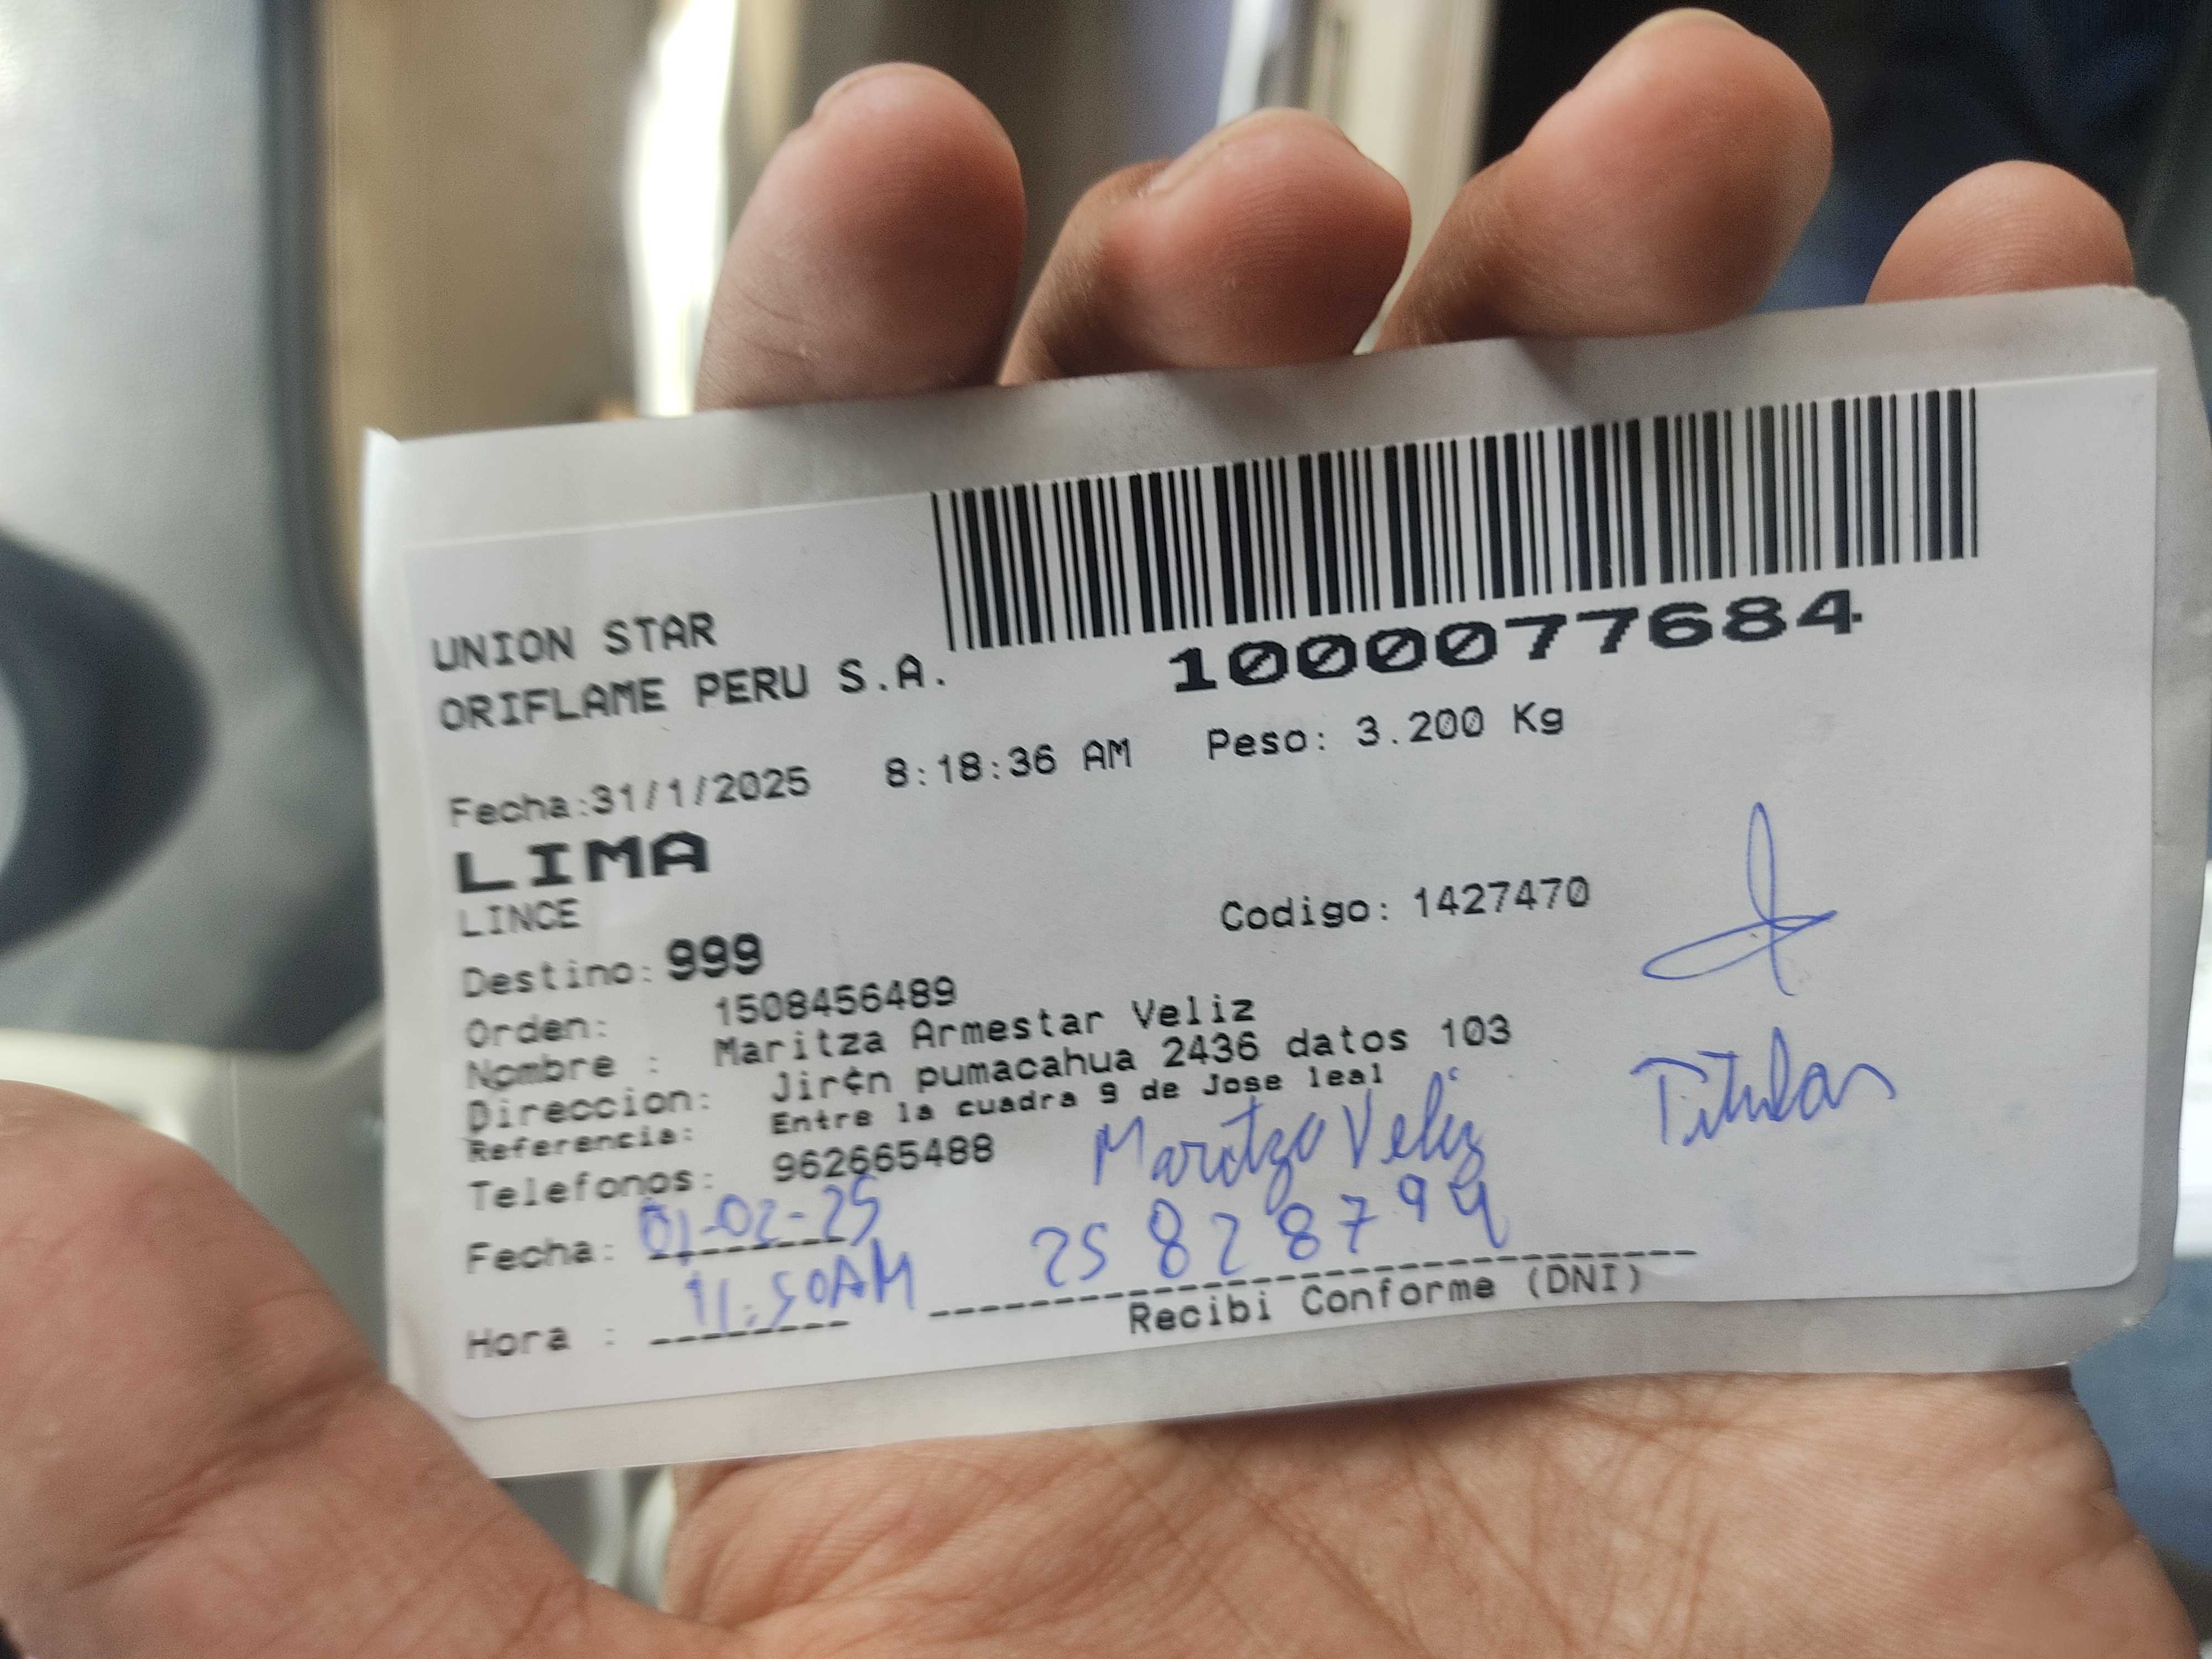 UNION STAR
ORIFLAME PERU S.A.
1000077684
Fecha:31/1/2025 8:18:36 AM Peso: 3.200 Kg
LIMA
LINCE
Codigo: 1427470
Destino: 999
Orden: 1508456489
Nombre : Maritza Armestar Veliz
Direccion: Jir¢n pumacahua 2436 datos 103
Referencia: Entre la cuadra 9 de Jose leal
Telefonos: 962665488
Maritza Veliz
Titular
Fecha: 01-02-25
25828794
Hora : 11:50AM
Recibi Conforme (DNI)